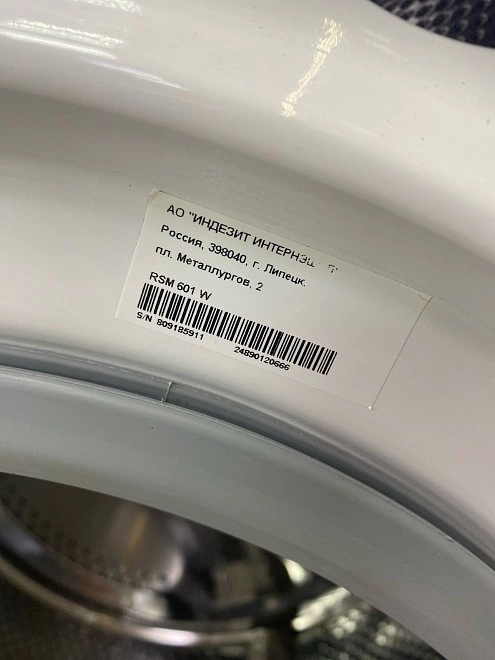 АО "ИНДЕЗИТ
Россия, 398040, г. Липецк,
пл. Металлургов, 2
RSM 601 W
S/N 809185911 24890120666